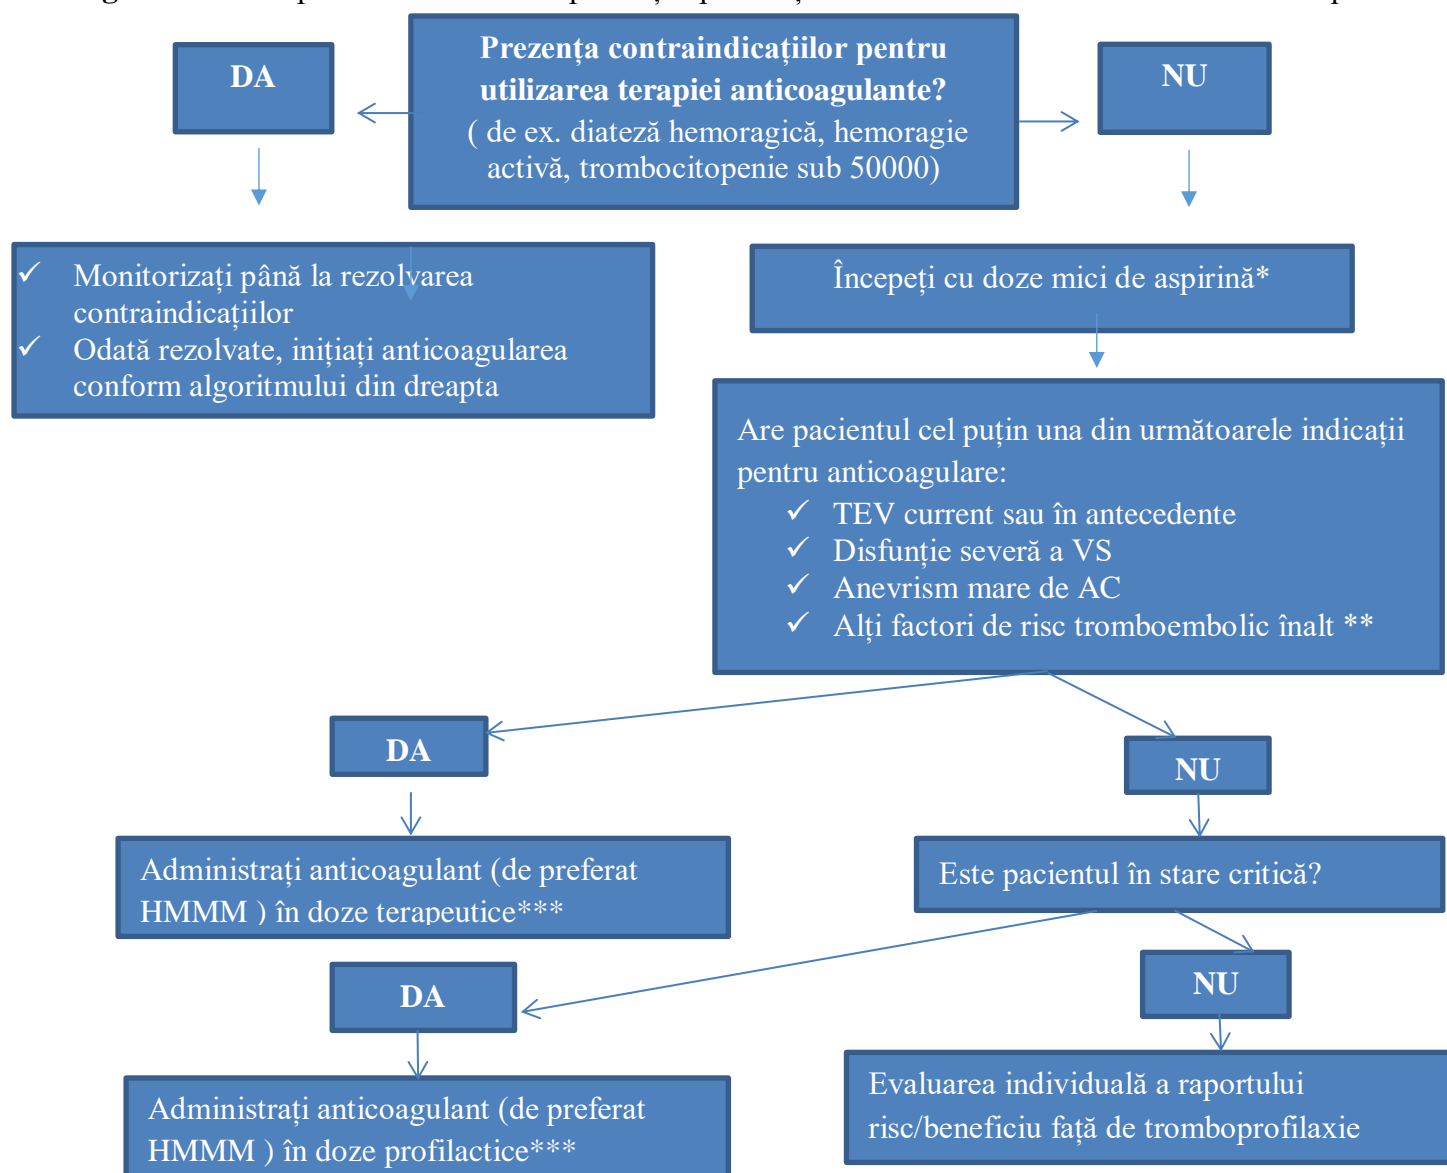 Prezența contraindicațiilor pentru
utilizarea terapiei anticoagulante?
( de ex. diateză hemoragică, hemoragie
activă, trombocitopenie sub 50000)
DA
NU
✓ Monitorizați până la rezolvarea
contraindicațiilor
✓ Odată rezolvate, inițiați anticoagularea
conform algoritmului din dreapta
Începeți cu doze mici de aspirină*
Are pacientul cel puțin una din următoarele indicații
pentru anticoagulare:
✓ TEV current sau în antecedente
✓ Disfunție severă a VS
✓ Anevrism mare de AC
✓ Alți factori de risc tromboembolic înalt **
DA
NU
Administrați anticoagulant (de preferat
HMMM ) în doze terapeutice***
Este pacientul în stare critică?
DA
NU
Administrați anticoagulant (de preferat
HMMM ) în doze profilactice***
Evaluarea individuală a raportului
risc/beneficiu față de tromboprofilaxie